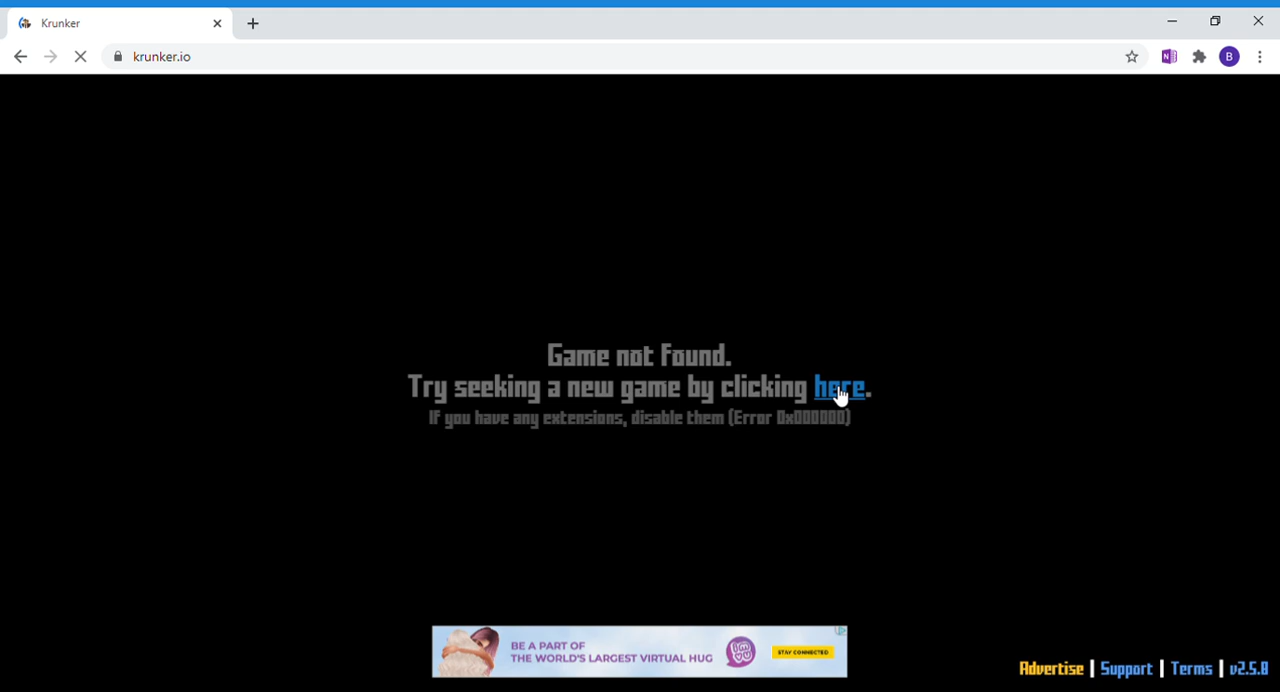 Krunker
krunker.io
N
B
Game not found.
Try seeking a new game by clicking here.
If you have any extensions, disable them (Error 0x000000)
BE A PART OF
THE WORLD'S LARGEST VIRTUAL HUG
STAY CONNECTED
Advertise | Support | Terms | v2.5.8